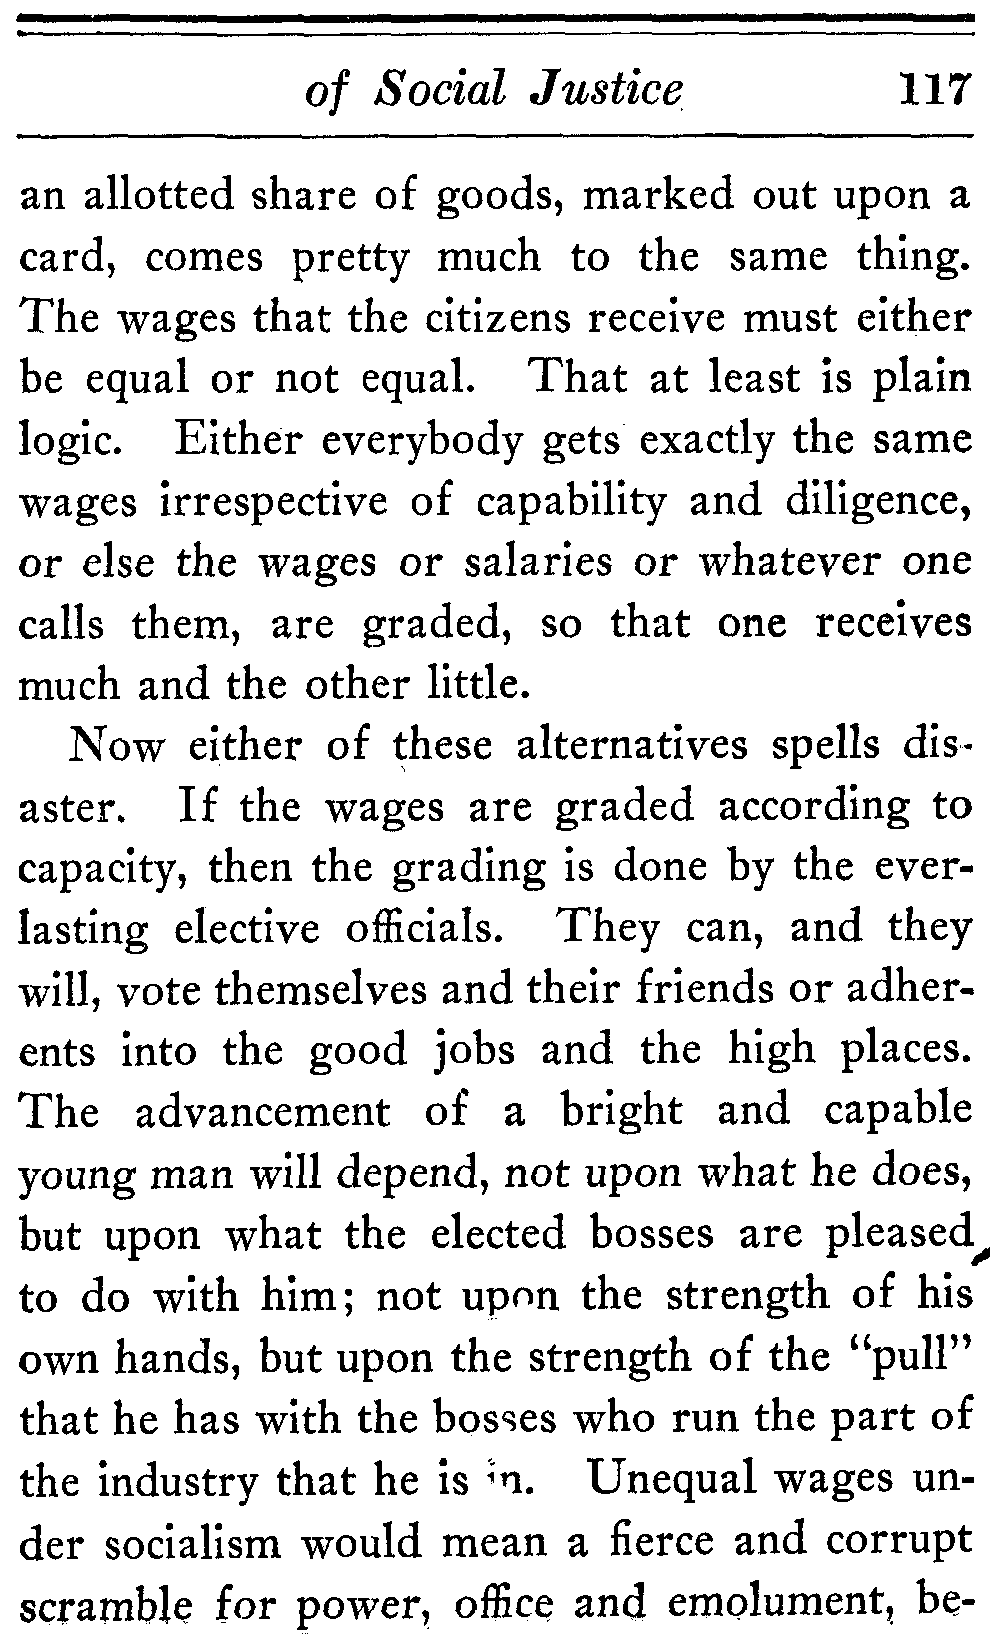 of Social Justice 117
an allotted share of goods, marked out upon a
card, comes pretty much to the same thing.
The wages that the citizens receive must either
be equal or not equal. That at least is plain
logic. Either everybody gets exactly the same
wages irrespective of capability and diligence,
or else the wages or salaries or whatever one
calls them, are graded, so that one receives
much and the other little.
Now either of these alternatives spells dis-
aster. If the wages are graded according to
capacity, then the grading is done by the ever-
lasting elective officials. They can, and they
will, vote themselves and their friends or adher-
ents into the good jobs and the high places.
The advancement of a bright and capable
young man will depend, not upon what he does,
but upon what the elected bosses are pleased
to do with him; not upon the strength of his
own hands, but upon the strength of the "pull"
that he has with the bosses who run the part of
the industry that he is in. Unequal wages un-
der socialism would mean a fierce and corrupt
scramble for power, office and emolument, be-